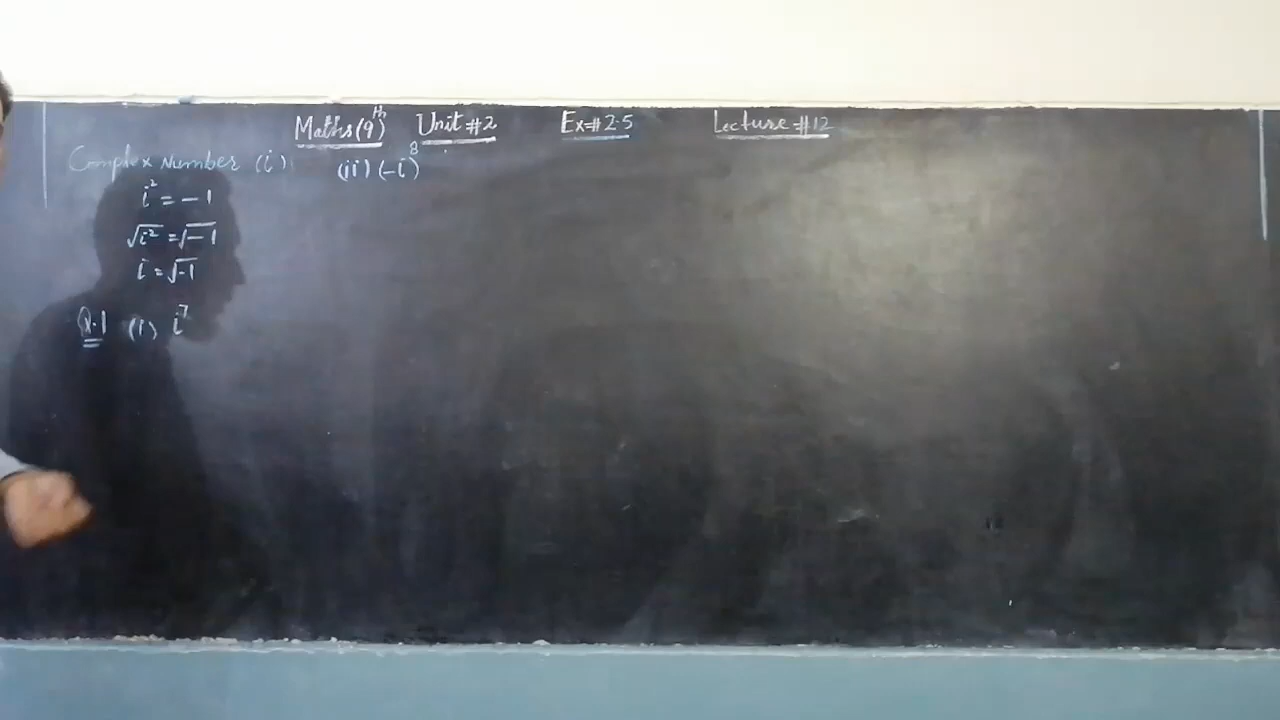 Maths(9th) Unit #2 Ex#2.5 Lecture #12
Complex Number (i)
i² = -1
√i² = √-1
i = √-1
Q.1 (i) i⁷
(ii) (-i)⁸